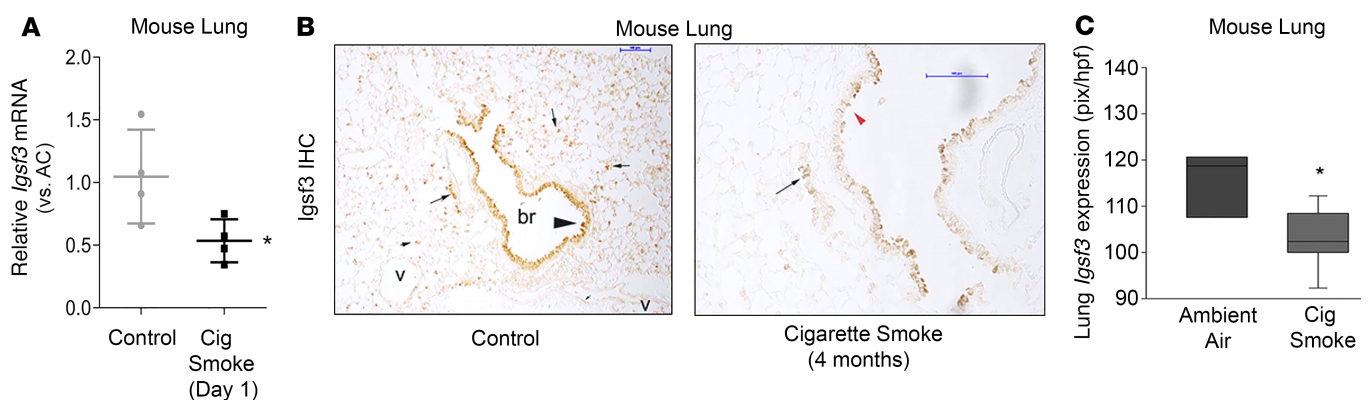 A
Mouse Lung
Relative Igsf3 mRNA
(vs. AC)
2.0
1.5
1.0
0.5
0.0
*
Control
Cig
Smoke
(Day 1)
B
Mouse Lung
Igsf3 IHC
br
v
v
Control
Cigarette Smoke
(4 months)
C
Mouse Lung
Lung Igsf3 expression (pix/hpf)
140
130
120
110
100
90
*
Ambient
Air
Cig
Smoke